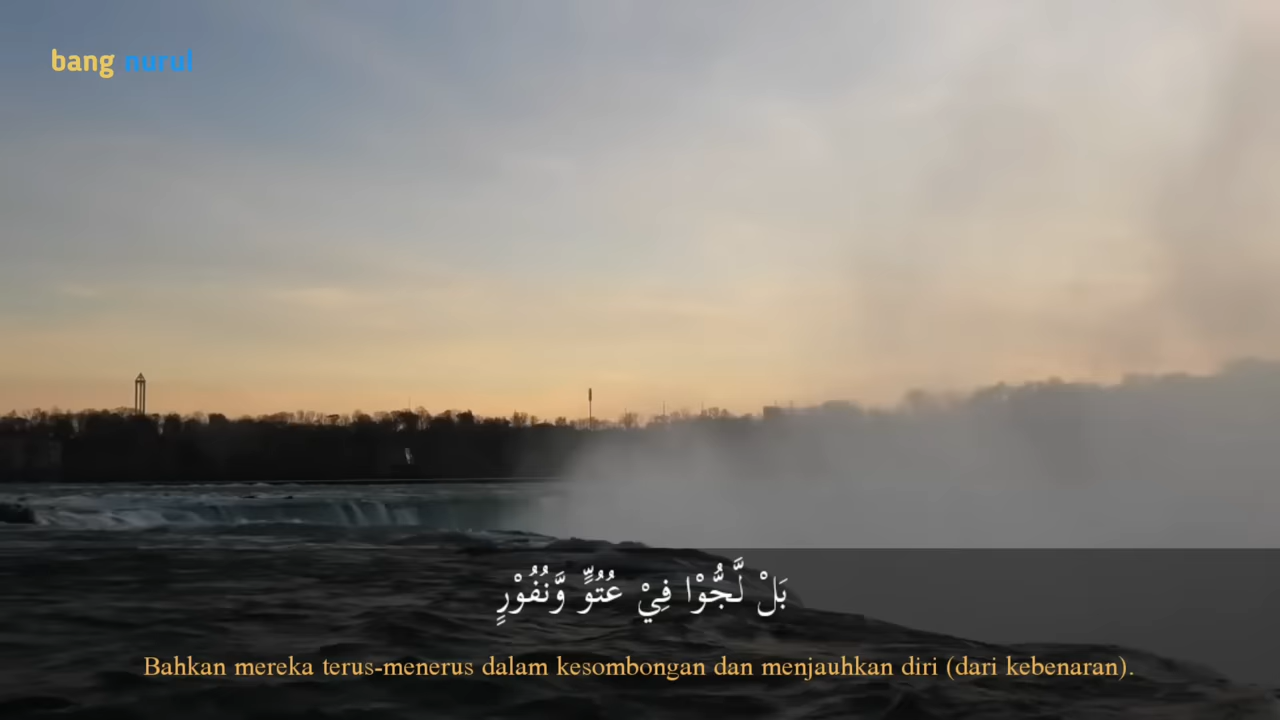 bang nurul
بَلْ لَّجُّوْا فِيْ عُتُوٍّ وَّنُفُوْرٍ
Bahkan mereka terus-menerus dalam kesombongan dan menjauhkan diri (dari kebenaran).